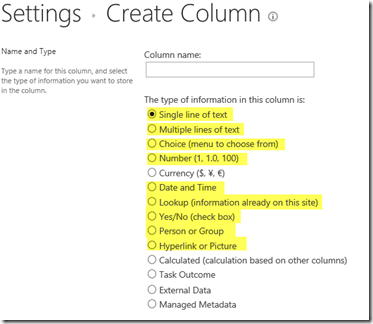 Settings · Create Column
Name and Type
Type a name for this column, and select
the type of information you want to store
in the column.
Column name:
The type of information in this column is:
Single line of text
Multiple lines of text
Choice (menu to choose from)
Number (1, 1.0, 100)
Currency ($, ¥, €)
Date and Time
Lookup (information already on this site)
Yes/No (check box)
Person or Group
Hyperlink or Picture
Calculated (calculation based on other columns)
Task Outcome
External Data
Managed Metadata